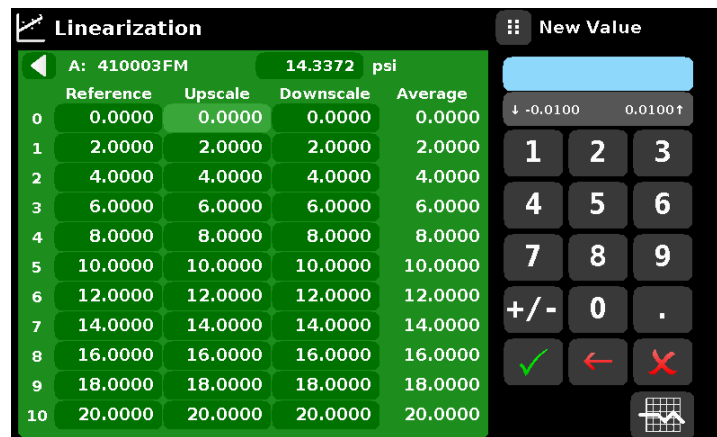 Linearization
A: 410003FM 14.3372 psi
Reference Upscale Downscale Average
0 0.0000 0.0000 0.0000 0.0000
1 2.0000 2.0000 2.0000 2.0000
2 4.0000 4.0000 4.0000 4.0000
3 6.0000 6.0000 6.0000 6.0000
4 8.0000 8.0000 8.0000 8.0000
5 10.0000 10.0000 10.0000 10.0000
6 12.0000 12.0000 12.0000 12.0000
7 14.0000 14.0000 14.0000 14.0000
8 16.0000 16.0000 16.0000 16.0000
9 18.0000 18.0000 18.0000 18.0000
10 20.0000 20.0000 20.0000 20.0000
New Value
↓ -0.0100 0.0100↑
1 2 3
4 5 6
7 8 9
+/- 0 .